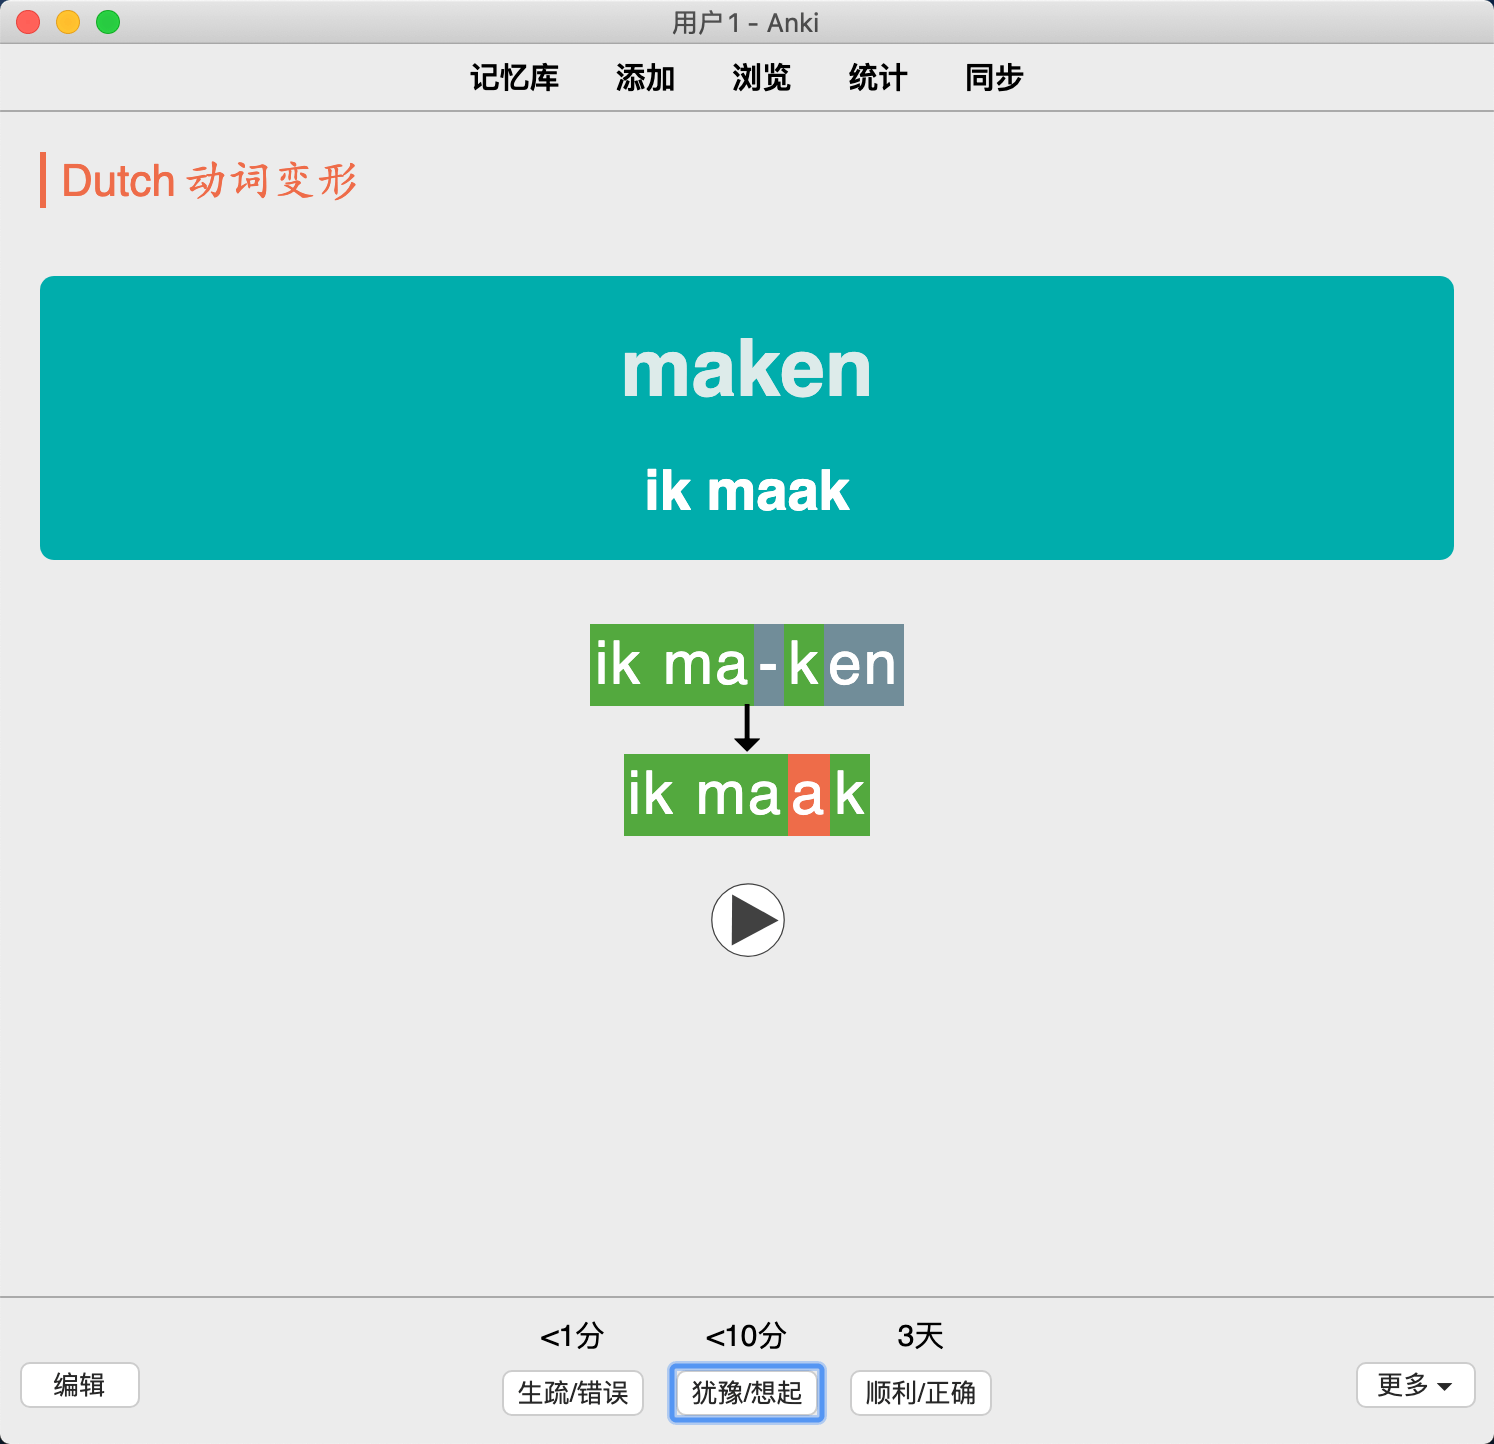 用户1 - Anki
记忆库 添加 浏览 统计 同步
Dutch 动词变形
maken
ik maak
ik ma-ken
ik maak
<1分 <10分 3天
编辑 生疏/错误 犹豫/想起 顺利/正确 更多